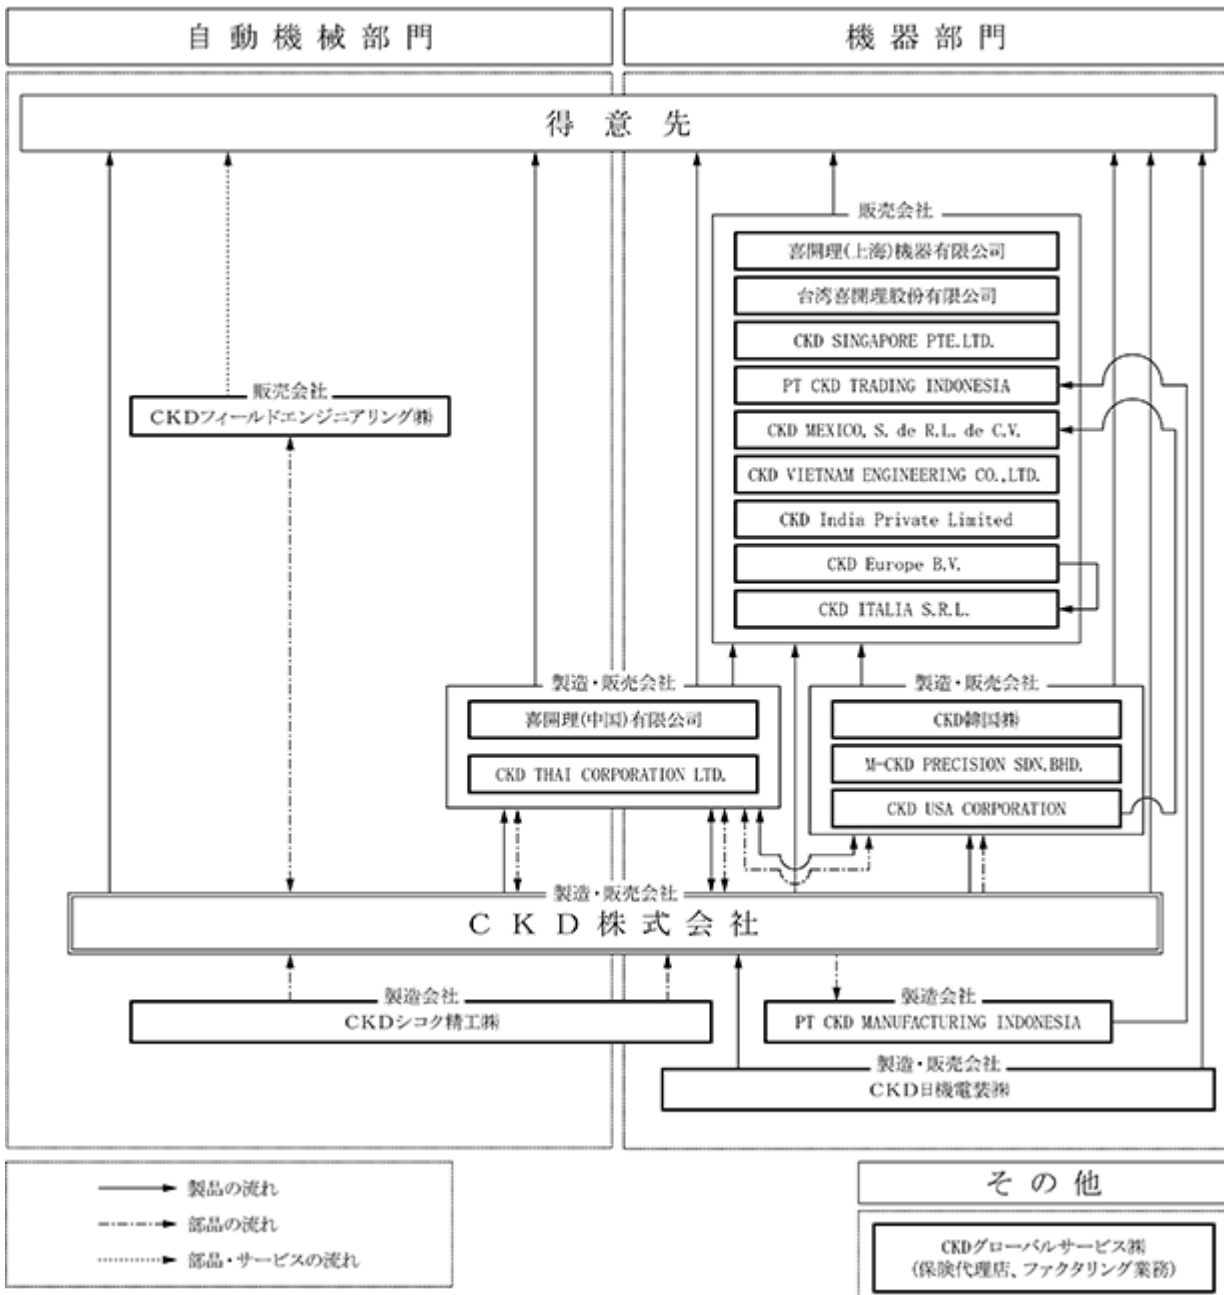 自動機械部門
機器部門
得意先
販売会社
喜開理(上海)機器有限公司
台湾喜開理股份有限公司
CKD SINGAPORE PTE.LTD.
PT CKD TRADING INDONESIA
CKD MEXICO, S. de R.L. de C.V.
CKD VIETNAM ENGINEERING CO.,LTD.
CKD India Private Limited
CKD Europe B.V.
CKD ITALIA S.R.L.
販売会社
CKDフィールドエンジニアリング㈱
製造・販売会社
喜開理(中国)有限公司
CKD THAI CORPORATION LTD.
製造・販売会社
CKD韓国㈱
M-CKD PRECISION SDN.BHD.
CKD USA CORPORATION
製造・販売会社
CKD株式会社
製造会社
CKDシコク精工㈱
製造会社
PT CKD MANUFACTURING INDONESIA
製造・販売会社
CKD日機電装㈱
製品の流れ
部品の流れ
部品・サービスの流れ
その他
CKDグローバルサービス㈱
(保険代理店、ファクタリング業務)